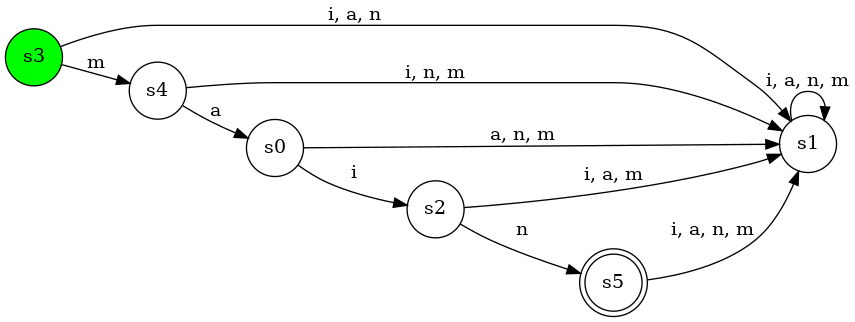 i, a, n
s3
m
s4
i, n, m
i, a, n, m
a
s0
a, n, m
s1
i
i, a, m
s2
n
i, a, n, m
s5